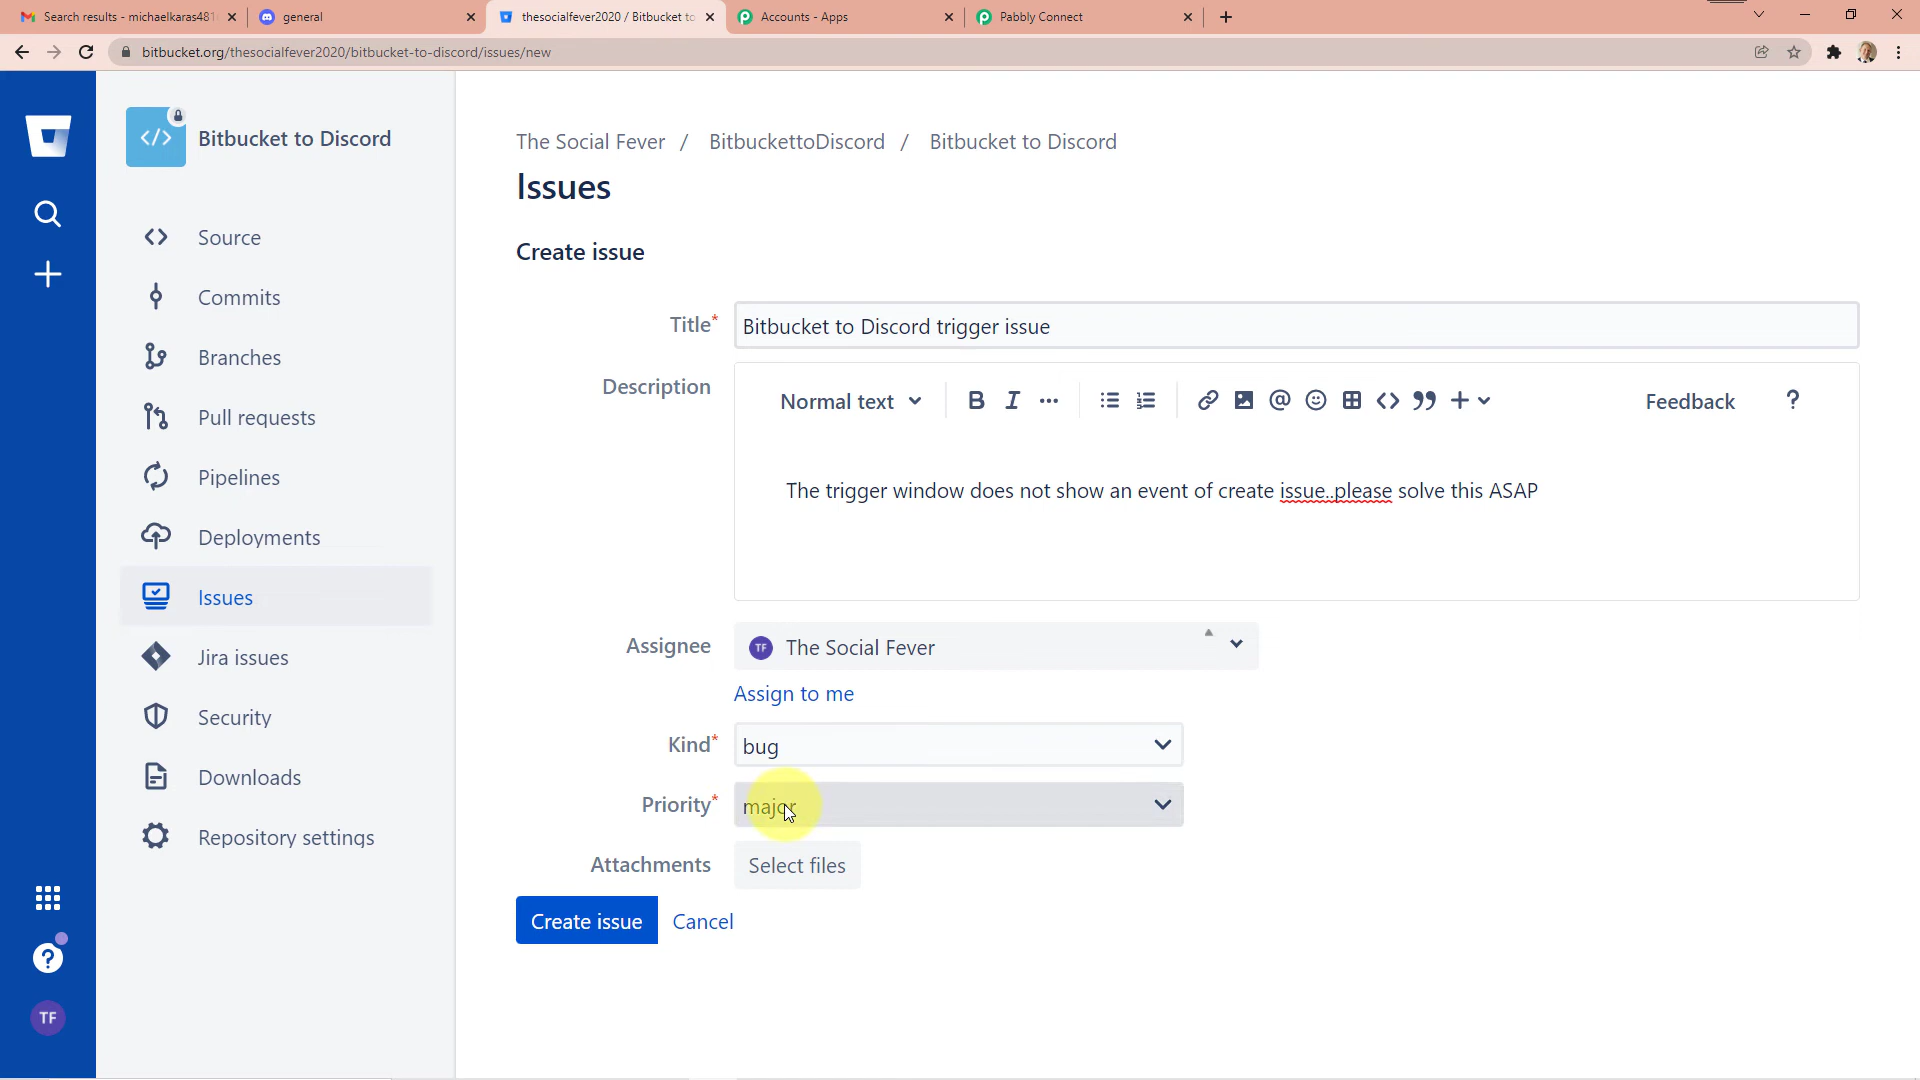 Search results - michaelkaras481
general
thesocialfever2020 / Bitbucket to
Accounts - Apps
Pabbly Connect
bitbucket.org/thesocialfever2020/bitbucket-to-discord/issues/new
Bitbucket to Discord
Source
Commits
Branches
Pull requests
Pipelines
Deployments
Issues
Jira issues
Security
Downloads
Repository settings
TF
The Social Fever / BitbuckettoDiscord / Bitbucket to Discord
Issues
Create issue
Title* Bitbucket to Discord trigger issue
Description
Normal text
Feedback
The trigger window does not show an event of create issue..please solve this ASAP
Assignee TF The Social Fever
Assign to me
Kind* bug
Priority* major
Attachments Select files
Create issue Cancel